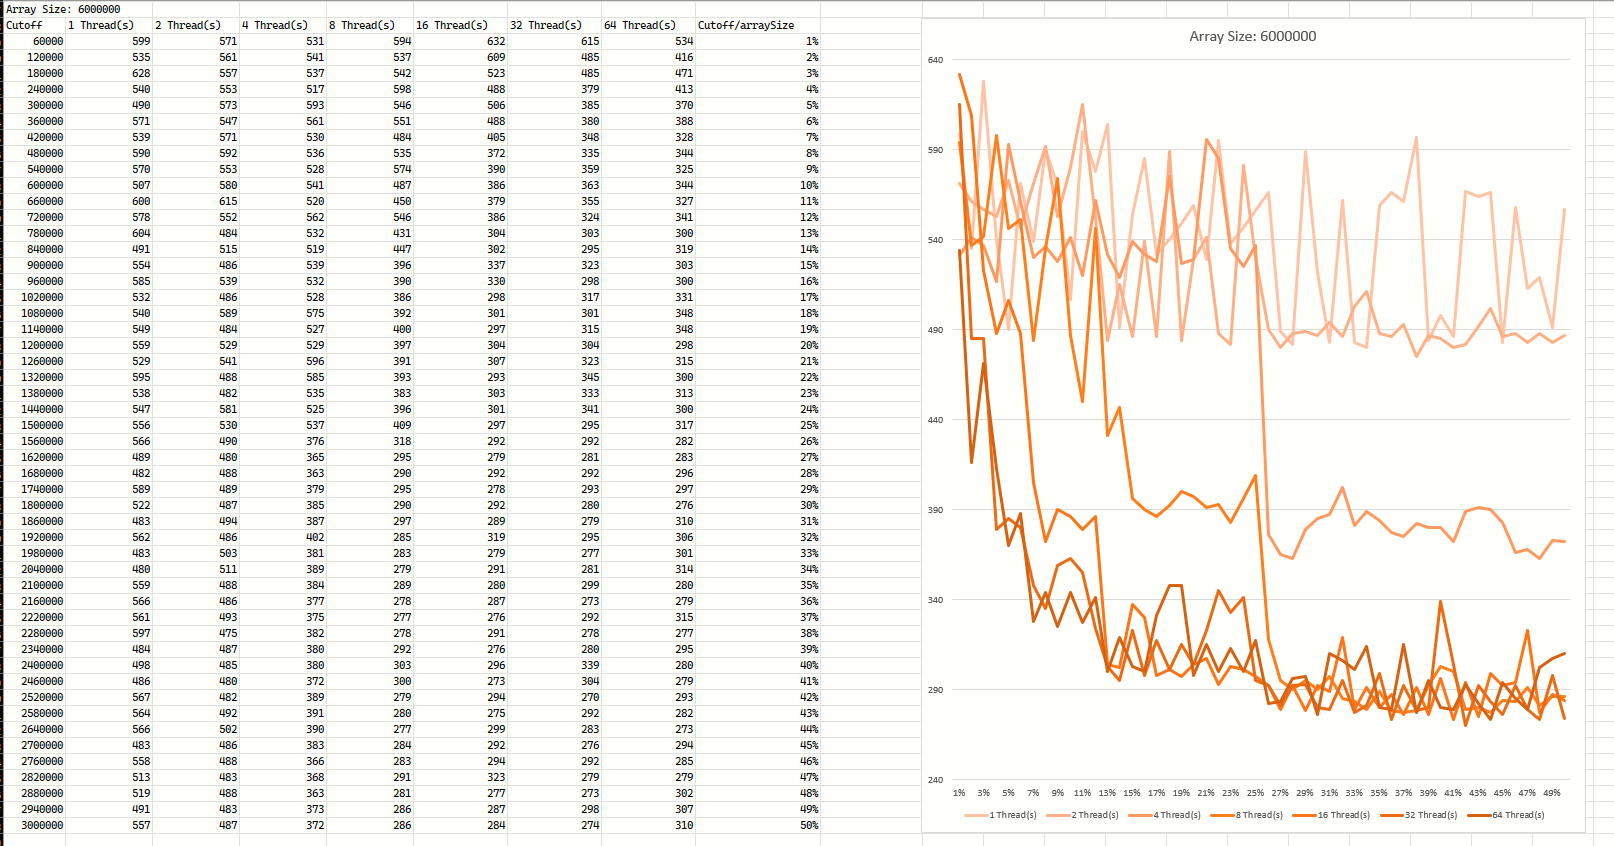 Array Size: 6000000
Cutoff 1 Thread(s) 2 Thread(s) 4 Thread(s) 8 Thread(s) 16 Thread(s) 32 Thread(s) 64 Thread(s) Cutoff/arraySize
60000 599 571 531 594 632 615 534 1%
120000 535 561 541 537 609 485 416 2%
180000 628 557 537 542 523 485 471 3%
240000 540 553 517 598 488 379 413 4%
300000 490 573 593 546 506 385 370 5%
360000 571 547 561 551 488 380 388 6%
420000 539 571 530 484 405 348 328 7%
480000 590 592 536 535 372 335 344 8%
540000 570 553 528 574 390 359 325 9%
600000 507 580 541 487 386 363 344 10%
660000 600 615 520 450 379 355 327 11%
720000 578 552 562 546 386 324 341 12%
780000 604 484 532 431 304 303 300 13%
840000 491 515 519 447 302 295 319 14%
900000 554 486 539 396 337 323 303 15%
960000 585 539 532 390 330 298 300 16%
1020000 532 486 528 386 298 317 331 17%
1080000 540 589 575 392 301 301 348 18%
1140000 549 484 527 400 297 315 348 19%
1200000 559 529 529 397 304 304 298 20%
1260000 529 541 596 391 307 323 315 21%
1320000 595 488 585 393 293 345 300 22%
1380000 538 482 535 383 303 333 313 23%
1440000 547 581 525 396 301 341 300 24%
1500000 556 530 537 409 297 295 317 25%
1560000 566 490 376 318 292 292 282 26%
1620000 489 480 365 295 279 281 283 27%
1680000 482 488 363 290 292 292 296 28%
1740000 589 489 379 295 278 293 297 29%
1800000 522 487 385 290 292 280 276 30%
1860000 483 494 387 297 289 279 310 31%
1920000 562 486 402 285 319 295 306 32%
1980000 483 503 381 283 279 277 301 33%
2040000 480 511 389 279 291 281 314 34%
2100000 559 488 384 289 280 299 280 35%
2160000 566 486 377 278 287 273 279 36%
2220000 561 493 375 277 276 292 315 37%
2280000 597 475 382 278 291 278 277 38%
2340000 484 487 380 292 276 280 295 39%
2400000 498 485 380 303 296 339 280 40%
2460000 486 480 372 300 273 304 279 41%
2520000 567 482 389 279 294 270 293 42%
2580000 564 492 391 280 275 292 282 43%
2640000 566 502 390 277 299 283 273 44%
2700000 483 486 383 284 292 276 294 45%
2760000 558 488 366 283 294 292 285 46%
2820000 513 483 368 291 323 279 279 47%
2880000 519 488 363 281 277 273 302 48%
2940000 491 483 373 286 287 298 307 49%
3000000 557 487 372 286 284 274 310 50%
Array Size: 6000000
640
590
540
490
440
390
340
290
240
1% 3% 5% 7% 9% 11% 13% 15% 17% 19% 21% 23% 25% 27% 29% 31% 33% 35% 37% 39% 41% 43% 45% 47% 49%
1 Thread(s) 2 Thread(s) 4 Thread(s) 8 Thread(s) 16 Thread(s) 32 Thread(s) 64 Thread(s)